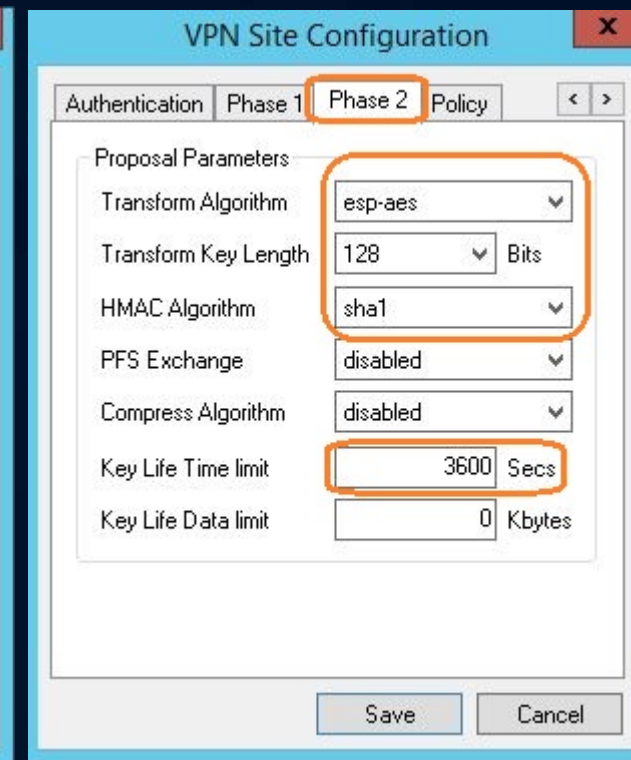 VPN Site Configuration
x
Authentication Phase 1 Phase 2 Policy < >
Proposal Parameters
Transform Algorithm esp-aes
Transform Key Length 128 Bits
HMAC Algorithm sha1
PFS Exchange disabled
Compress Algorithm disabled
Key Life Time limit 3600 Secs
Key Life Data limit 0 Kbytes
Save Cancel